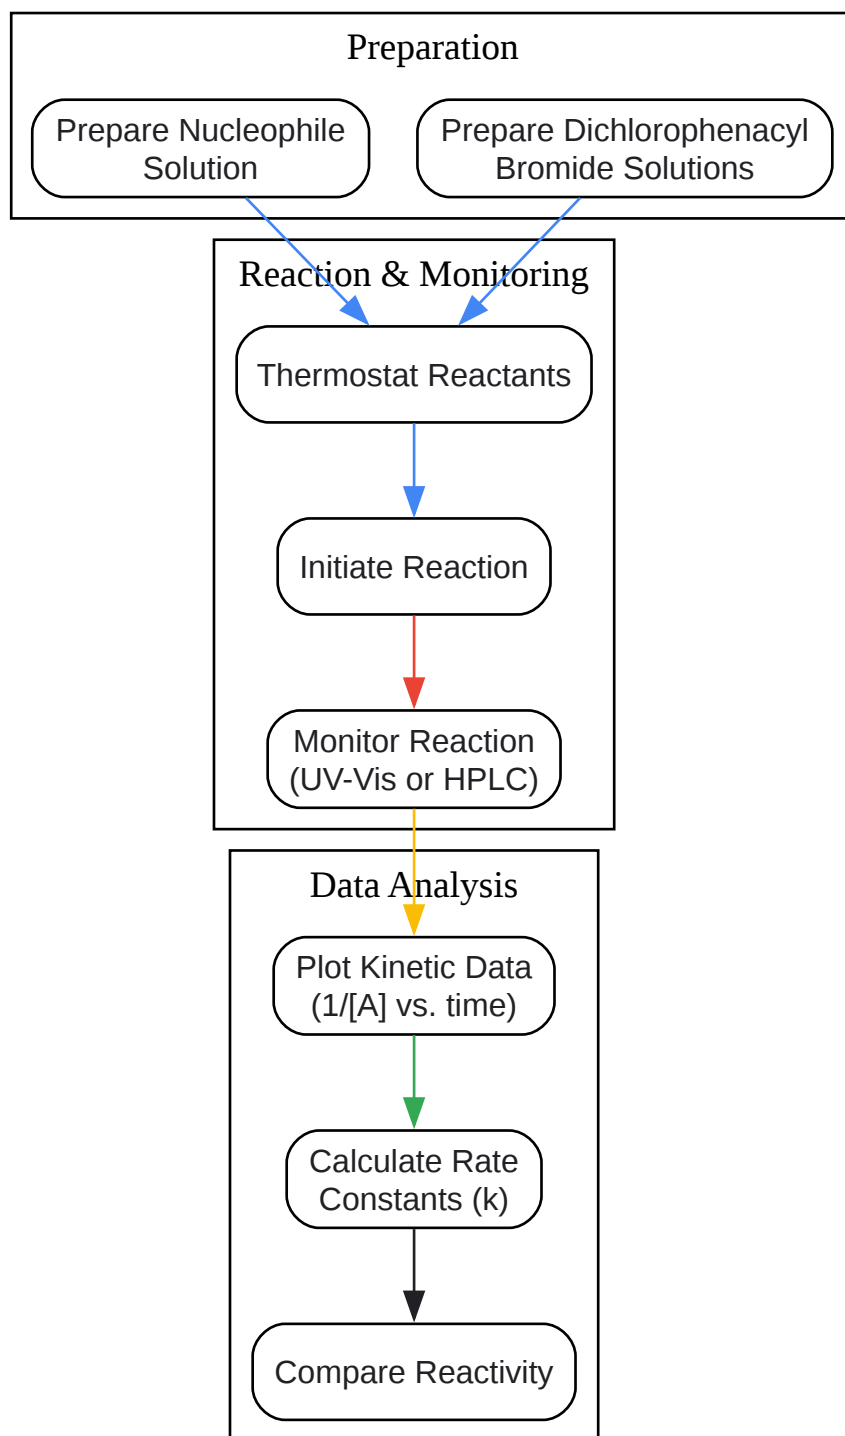 Preparation
Prepare Nucleophile
Solution
Prepare Dichlorophenacyl
Bromide Solutions
Reaction & Monitoring
Thermostat Reactants
Initiate Reaction
Monitor Reaction
(UV-Vis or HPLC)
Data Analysis
Plot Kinetic Data
(1/[A] vs. time)
Calculate Rate
Constants (k)
Compare Reactivity